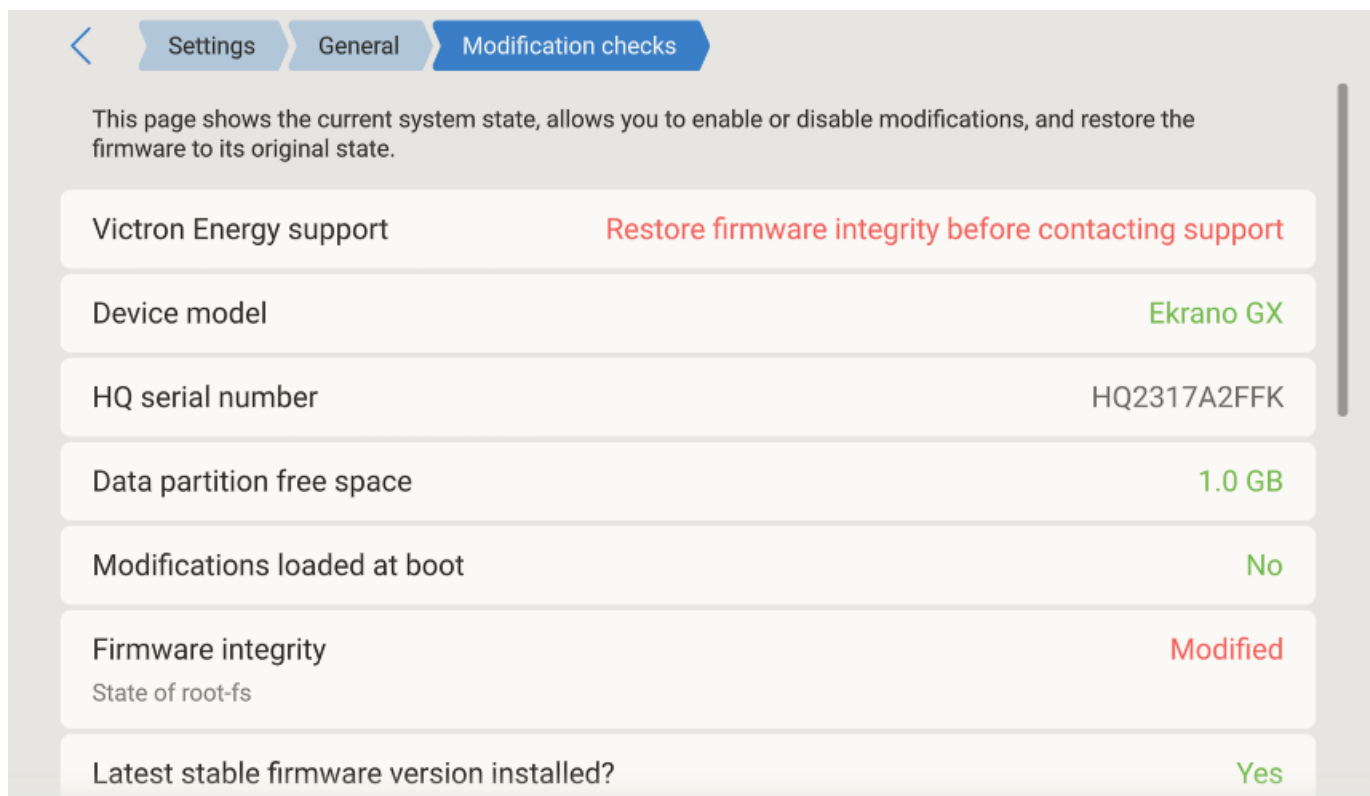 Settings General Modification checks
This page shows the current system state, allows you to enable or disable modifications, and restore the
firmware to its original state.
Victron Energy support Restore firmware integrity before contacting support
Device model Ekrano GX
HQ serial number HQ2317A2FFK
Data partition free space 1.0 GB
Modifications loaded at boot No
Firmware integrity Modified
State of root-fs
Latest stable firmware version installed? Yes